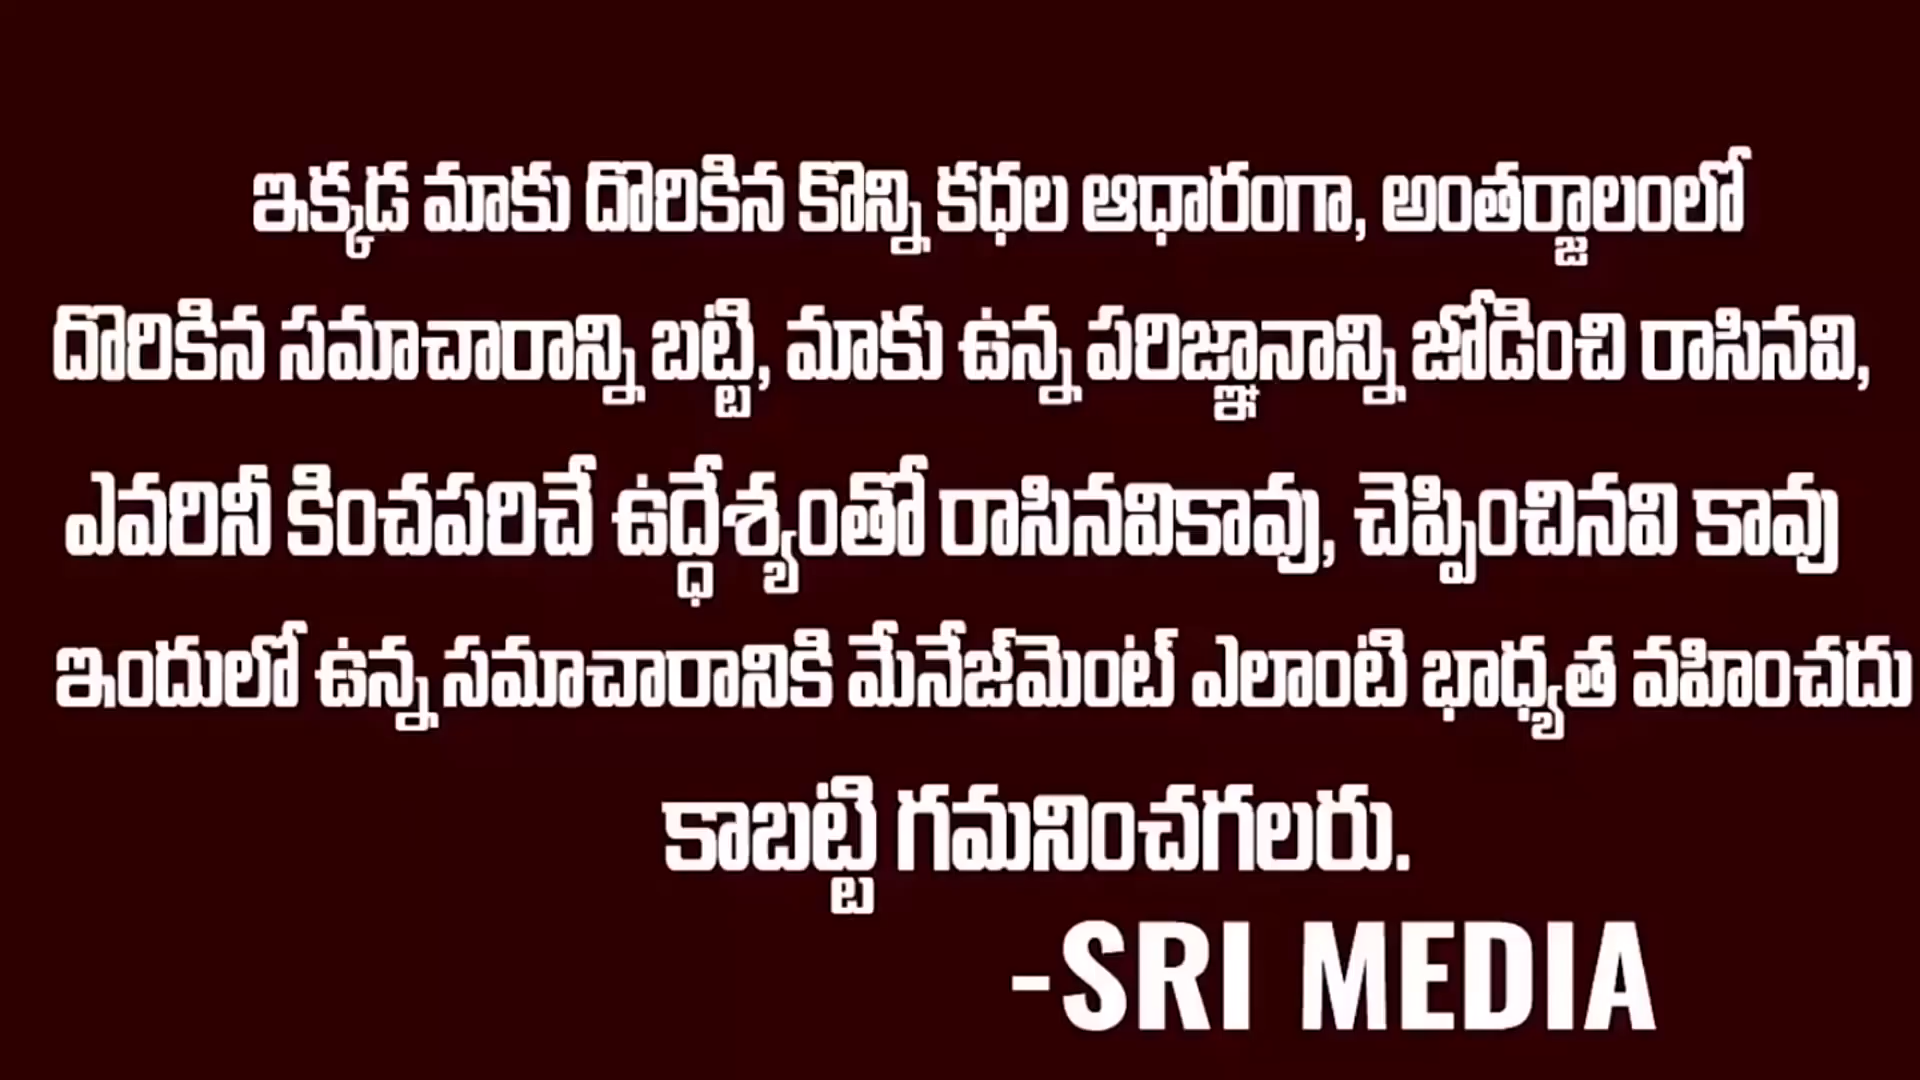 ఇక్కడ మాకు దొరికిన కొన్ని కధల ఆధారంగా, అంతర్జాలంలో
దొరికిన సమాచారాన్ని బట్టి, మాకు ఉన్న పరిజ్ఞానాన్ని జోడించి రాసినవి,
ఎవరినీ కించపరిచే ఉద్ధేశ్యంతో రాసినవికావు, చెప్పించినవి కావు
ఇందులో ఉన్న సమాచారానికి మేనేజ్‌మెంట్ ఎలాంటి భాధ్యత వహించదు
కాబట్టి గమనించగలరు.
-SRI MEDIA